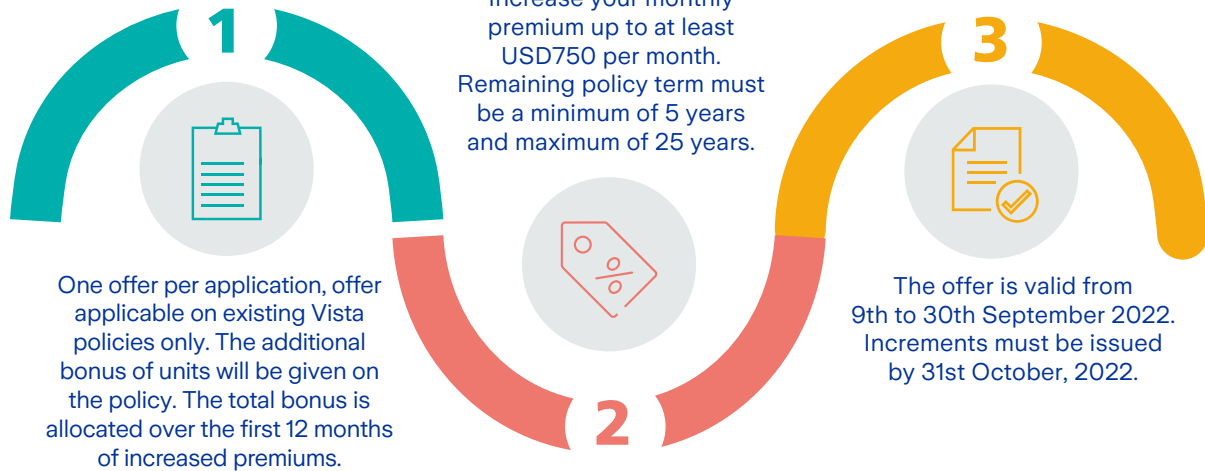 1
One offer per application, offer
applicable on existing Vista
policies only. The additional
bonus of units will be given on
the policy. The total bonus is
allocated over the first 12 months
of increased premiums.
Increase your monthly
premium up to at least
USD750 per month.
Remaining policy term must
be a minimum of 5 years
and maximum of 25 years.
%
2
3
The offer is valid from
9th to 30th September 2022.
Increments must be issued
by 31st October, 2022.